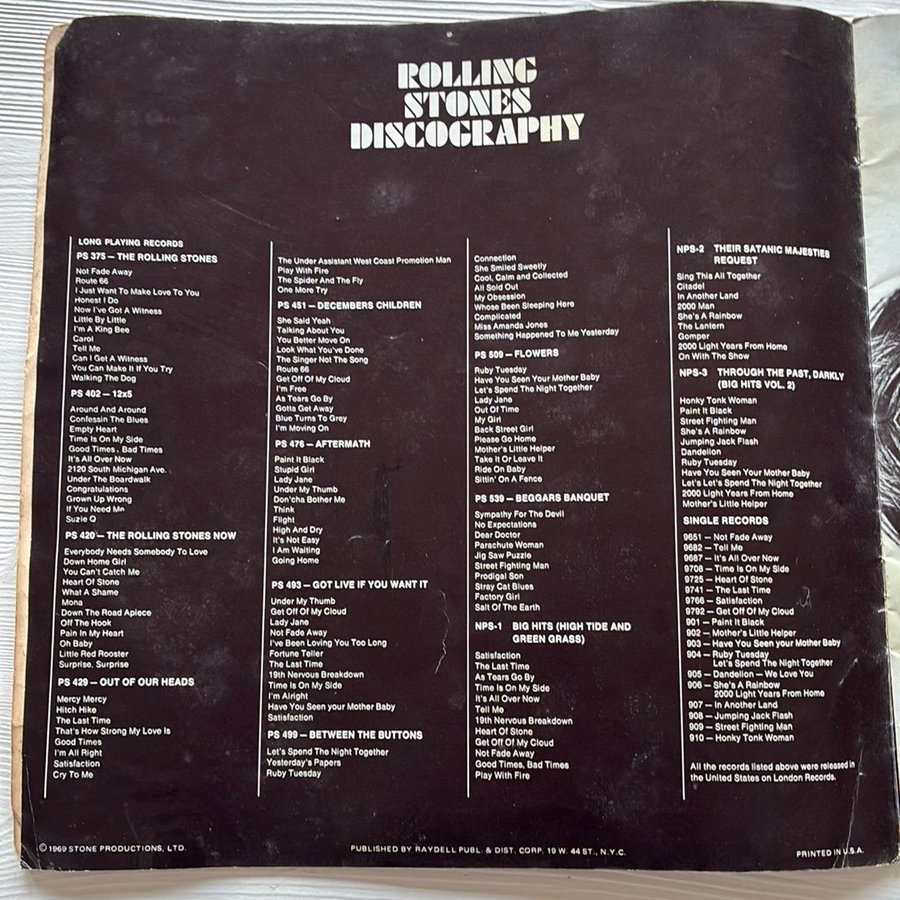 ROLLING
STONES
DISCOGRAPHY
LONG PLAYING RECORDS
PS 375 — THE ROLLING STONES
Not Fade Away
Route 66
I Just Want To Make Love To You
Honest I Do
Now I've Got A Witness
Little By Little
I'm A King Bee
Carol
Tell Me
Can I Get A Witness
You Can Make It If You Try
Walking The Dog
PS 402 — 12x5
Around And Around
Confessin The Blues
Empty Heart
Time Is On My Side
Good Times, Bad Times
It's All Over Now
2120 South Michigan Ave.
Under The Boardwalk
Congratulations
Grown Up Wrong
If You Need Me
Suzie Q
PS 420 — THE ROLLING STONES NOW
Everybody Needs Somebody To Love
Down Home Girl
You Can't Catch Me
Heart Of Stone
What A Shame
Mona
Down The Road Apiece
Off The Hook
Pain In My Heart
Oh Baby
Little Red Rooster
Surprise, Surprise
PS 429 — OUT OF OUR HEADS
Mercy Mercy
Hitch Hike
The Last Time
That's How Strong My Love Is
Good Times
I'm All Right
Satisfaction
Cry To Me
The Under Assistant West Coast Promotion Man
Play With Fire
The Spider And The Fly
One More Try
PS 451 — DECEMBERS CHILDREN
She Said Yeah
Talking About You
You Better Move On
Look What You've Done
The Singer Not The Song
Route 66
Get Off Of My Cloud
I'm Free
As Tears Go By
Gotta Get Away
Blue Turns To Grey
I'm Moving On
PS 476 — AFTERMATH
Paint It Black
Stupid Girl
Lady Jane
Under My Thumb
Don'cha Bother Me
Think
Flight
High And Dry
It's Not Easy
I Am Waiting
Going Home
PS 493 — GOT LIVE IF YOU WANT IT
Under My Thumb
Get Off Of My Cloud
Lady Jane
Not Fade Away
I've Been Loving You Too Long
Fortune Teller
The Last Time
19th Nervous Breakdown
Time Is On My Side
I'm Alright
Have You Seen your Mother Baby
Satisfaction
PS 499 — BETWEEN THE BUTTONS
Let's Spend The Night Together
Yesterday's Papers
Ruby Tuesday
Connection
She Smiled Sweetly
Cool, Calm and Collected
All Sold Out
My Obsession
Whose Been Sleeping Here
Complicated
Miss Amanda Jones
Something Happened To Me Yesterday
PS 509 — FLOWERS
Ruby Tuesday
Have You Seen Your Mother Baby
Let's Spend The Night Together
Lady Jane
Out Of Time
My Girl
Back Street Girl
Please Go Home
Mother's Little Helper
Take It Or Leave It
Ride On Baby
Sittin' On A Fence
PS 539 — BEGGARS BANQUET
Sympathy For The Devil
No Expectations
Dear Doctor
Parachute Woman
Jig Saw Puzzle
Street Fighting Man
Prodigal Son
Stray Cat Blues
Factory Girl
Salt Of The Earth
NPS-1 BIG HITS (HIGH TIDE AND
GREEN GRASS)
Satisfaction
The Last Time
As Tears Go By
Time Is On My Side
It's All Over Now
Tell Me
19th Nervous Breakdown
Heart Of Stone
Get Off Of My Cloud
Not Fade Away
Good Times, Bad Times
Play With Fire
NPS-2 THEIR SATANIC MAJESTIES
REQUEST
Sing This All Together
Citadel
In Another Land
2000 Man
She's A Rainbow
The Lantern
Gomper
2000 Light Years From Home
On With The Show
NPS-3 THROUGH THE PAST, DARKLY
(BIG HITS VOL. 2)
Honky Tonk Woman
Paint It Black
Street Fighting Man
She's A Rainbow
Jumping Jack Flash
Dandelion
Ruby Tuesday
Have You Seen Your Mother Baby
Let's Let's Spend The Night Together
2000 Light Years From Home
Mother's Little Helper
SINGLE RECORDS
9651 — Not Fade Away
9682 — Tell Me
9687 — It's All Over Now
9708 — Time Is On My Side
9725 — Heart Of Stone
9741 — The Last Time
9766 — Satisfaction
9792 — Get Off Of My Cloud
901 — Paint It Black
902 — Mother's Little Helper
903 — Have You Seen your Mother Baby
904 — Ruby Tuesday
Let's Spend The Night Together
905 — Dandelion — We Love You
906 — She's A Rainbow
2000 Light Years From Home
907 — In Another Land
908 — Jumping Jack Flash
909 — Street Fighting Man
910 — Honky Tonk Woman
All the records listed above were released in
the United States on London Records.
© 1969 STONE PRODUCTIONS, LTD.
PUBLISHED BY RAYDELL PUBL. & DIST. CORP. 19 W. 44 ST., N.Y.C.
PRINTED IN U.S.A.